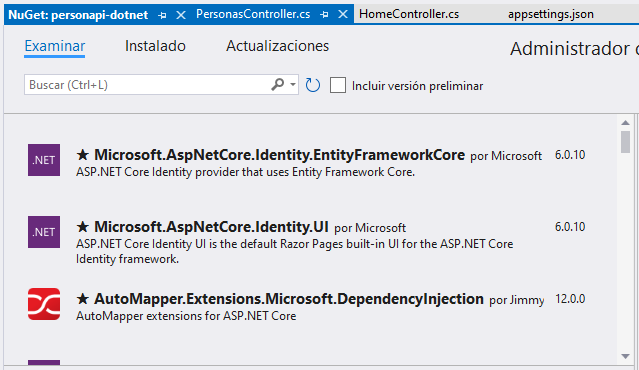 NuGet: personapi-dotnet PersonasController.cs HomeController.cs appsettings.json
Examinar Instalado Actualizaciones Administrador
Buscar (Ctrl+L) Incluir versión preliminar
.NET ★ Microsoft.AspNetCore.Identity.EntityFrameworkCore por Microsoft 6.0.10
ASP.NET Core Identity provider that uses Entity Framework Core.
.NET ★ Microsoft.AspNetCore.Identity.UI por Microsoft 6.0.10
ASP.NET Core Identity UI is the default Razor Pages built-in UI for the ASP.NET Core
Identity framework.
★ AutoMapper.Extensions.Microsoft.DependencyInjection por Jimmy 12.0.0
AutoMapper extensions for ASP.NET Core